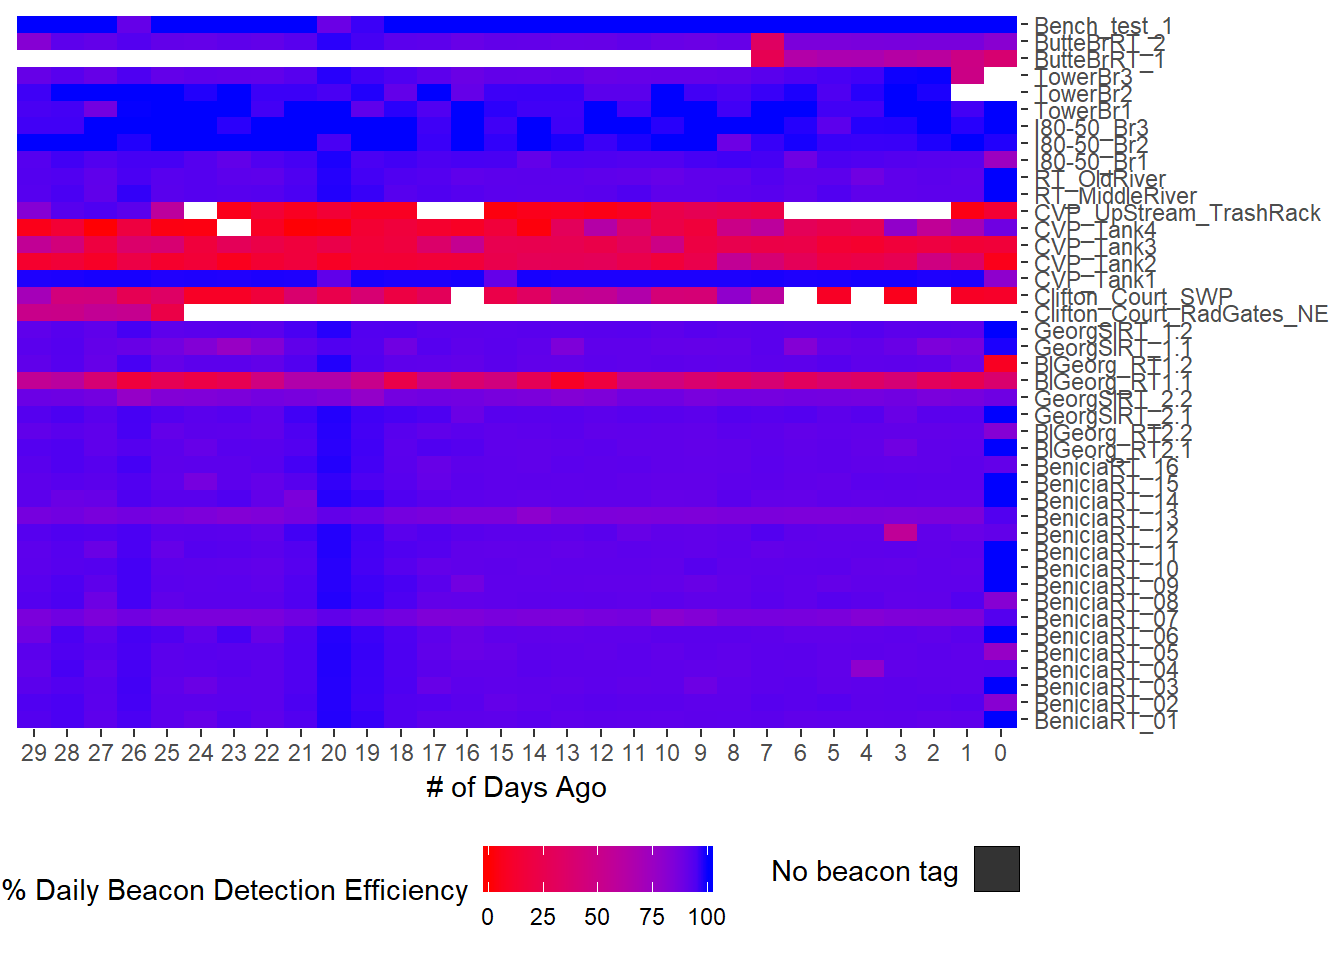 Bench_test_1
ButteBrRT_2
ButteBrRT_1
TowerBr3
TowerBr2
TowerBr1
I80-50_Br3
I80-50_Br2
I80-50_Br1
RT_OldRiver
RT_MiddleRiver
CVP_UpStream_TrashRack
CVP_Tank4
CVP_Tank3
CVP_Tank2
CVP_Tank1
Clifton_Court_SWP
Clifton_Court_RadGates_NE
GeorgSlRT_1.2
GeorgSlRT_1.1
BlGeorg_RT1.2
BlGeorg_RT1.1
GeorgSlRT_2.2
GeorgSlRT_2.1
BlGeorg_RT2.2
BlGeorg_RT2.1
BeniciaRT_16
BeniciaRT_15
BeniciaRT_14
BeniciaRT_13
BeniciaRT_12
BeniciaRT_11
BeniciaRT_10
BeniciaRT_09
BeniciaRT_08
BeniciaRT_07
BeniciaRT_06
BeniciaRT_05
BeniciaRT_04
BeniciaRT_03
BeniciaRT_02
BeniciaRT_01
29 28 27 26 25 24 23 22 21 20 19 18 17 16 15 14 13 12 11 10 9 8 7 6 5 4 3 2 1 0
# of Days Ago
% Daily Beacon Detection Efficiency
0 25 50 75 100
No beacon tag